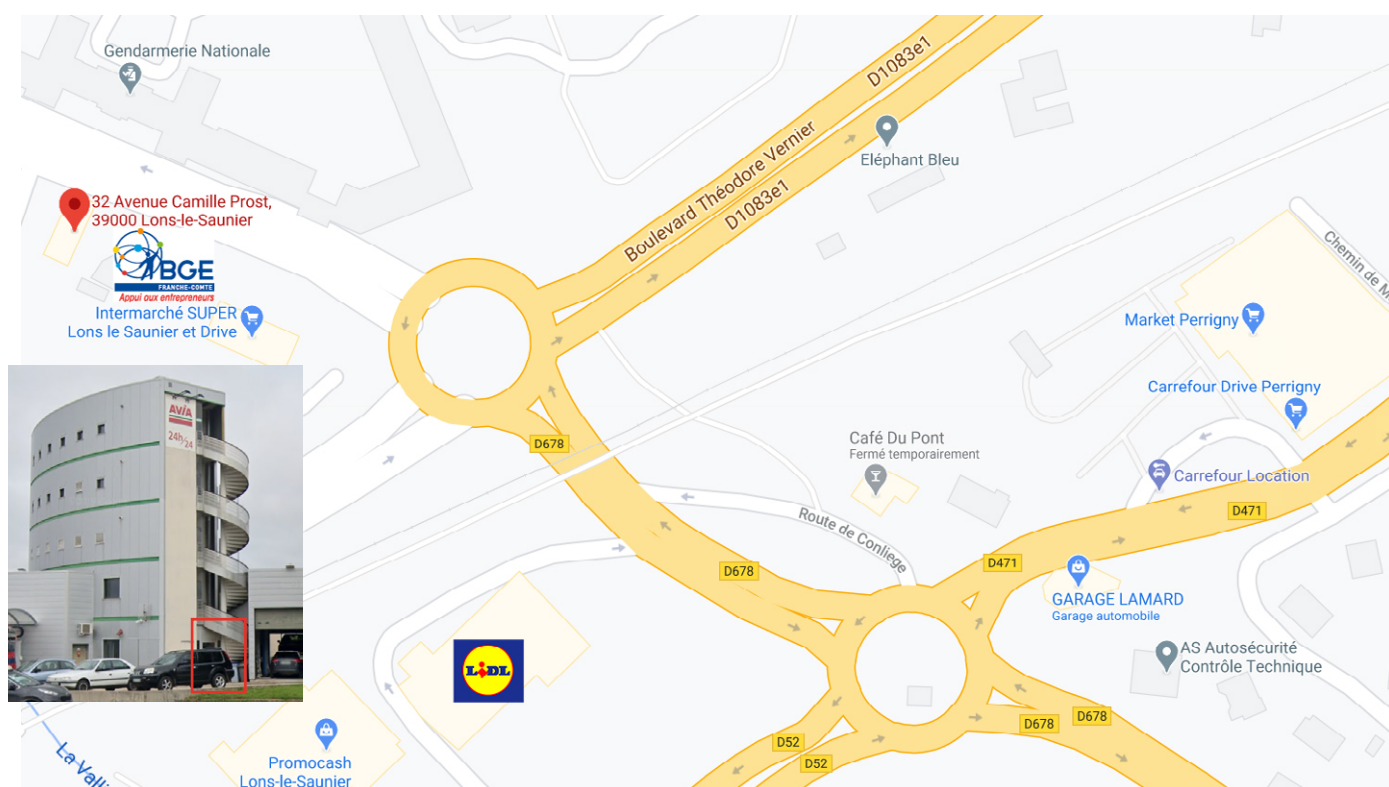 Gendarmerie Nationale
D1083e1
Boulevard Théodore Vernier
D1083e1
Eléphant Bleu
32 Avenue Camille Prost,
39000 Lons-le-Saunier
BGE
FRANCHE-COMTE
Appui aux entrepreneurs
Intermarché SUPER
Lons le Saunier et Drive
Chemin de M
Market Perrigny
Carrefour Drive Perrigny
AVIA
24h/24
D678
Café Du Pont
Fermé temporairement
Carrefour Location
D471
Route de Conliege
D678
D471
GARAGE LAMARD
Garage automobile
AS Autosécurité
Contrôle Technique
LIDL
D678
D678
D52
D52
La Valli
Promocash
Lons-le-Saunier